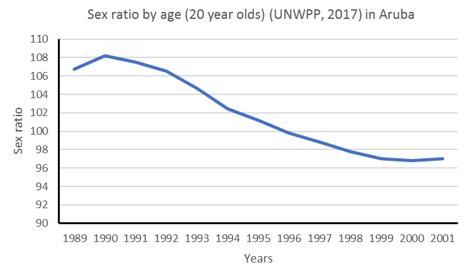 Sex ratio by age (20 year olds) (UNWPP, 2017) in Aruba
110
108
106
104
102
100
98
96
94
92
90
Sex ratio
1989 1990 1991 1992 1993 1994 1995 1996 1997 1998 1999 2000 2001
Years